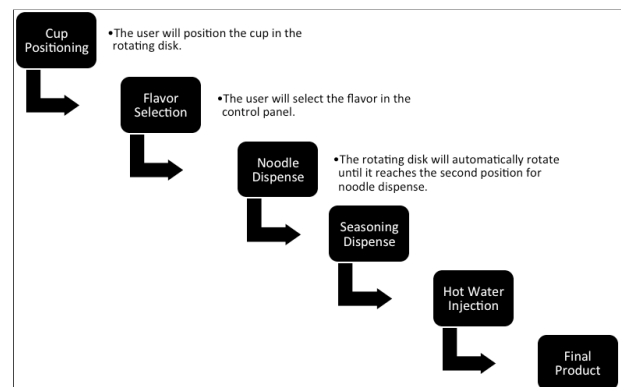 Cup
Positioning
•The user will position the cup in the
rotating disk.
Flavor
Selection
•The user will select the flavor in the
control panel.
Noodle
Dispense
•The rotating disk will automatically rotate
until it reaches the second position for
noodle dispense.
Seasoning
Dispense
Hot Water
Injection
Final
Product